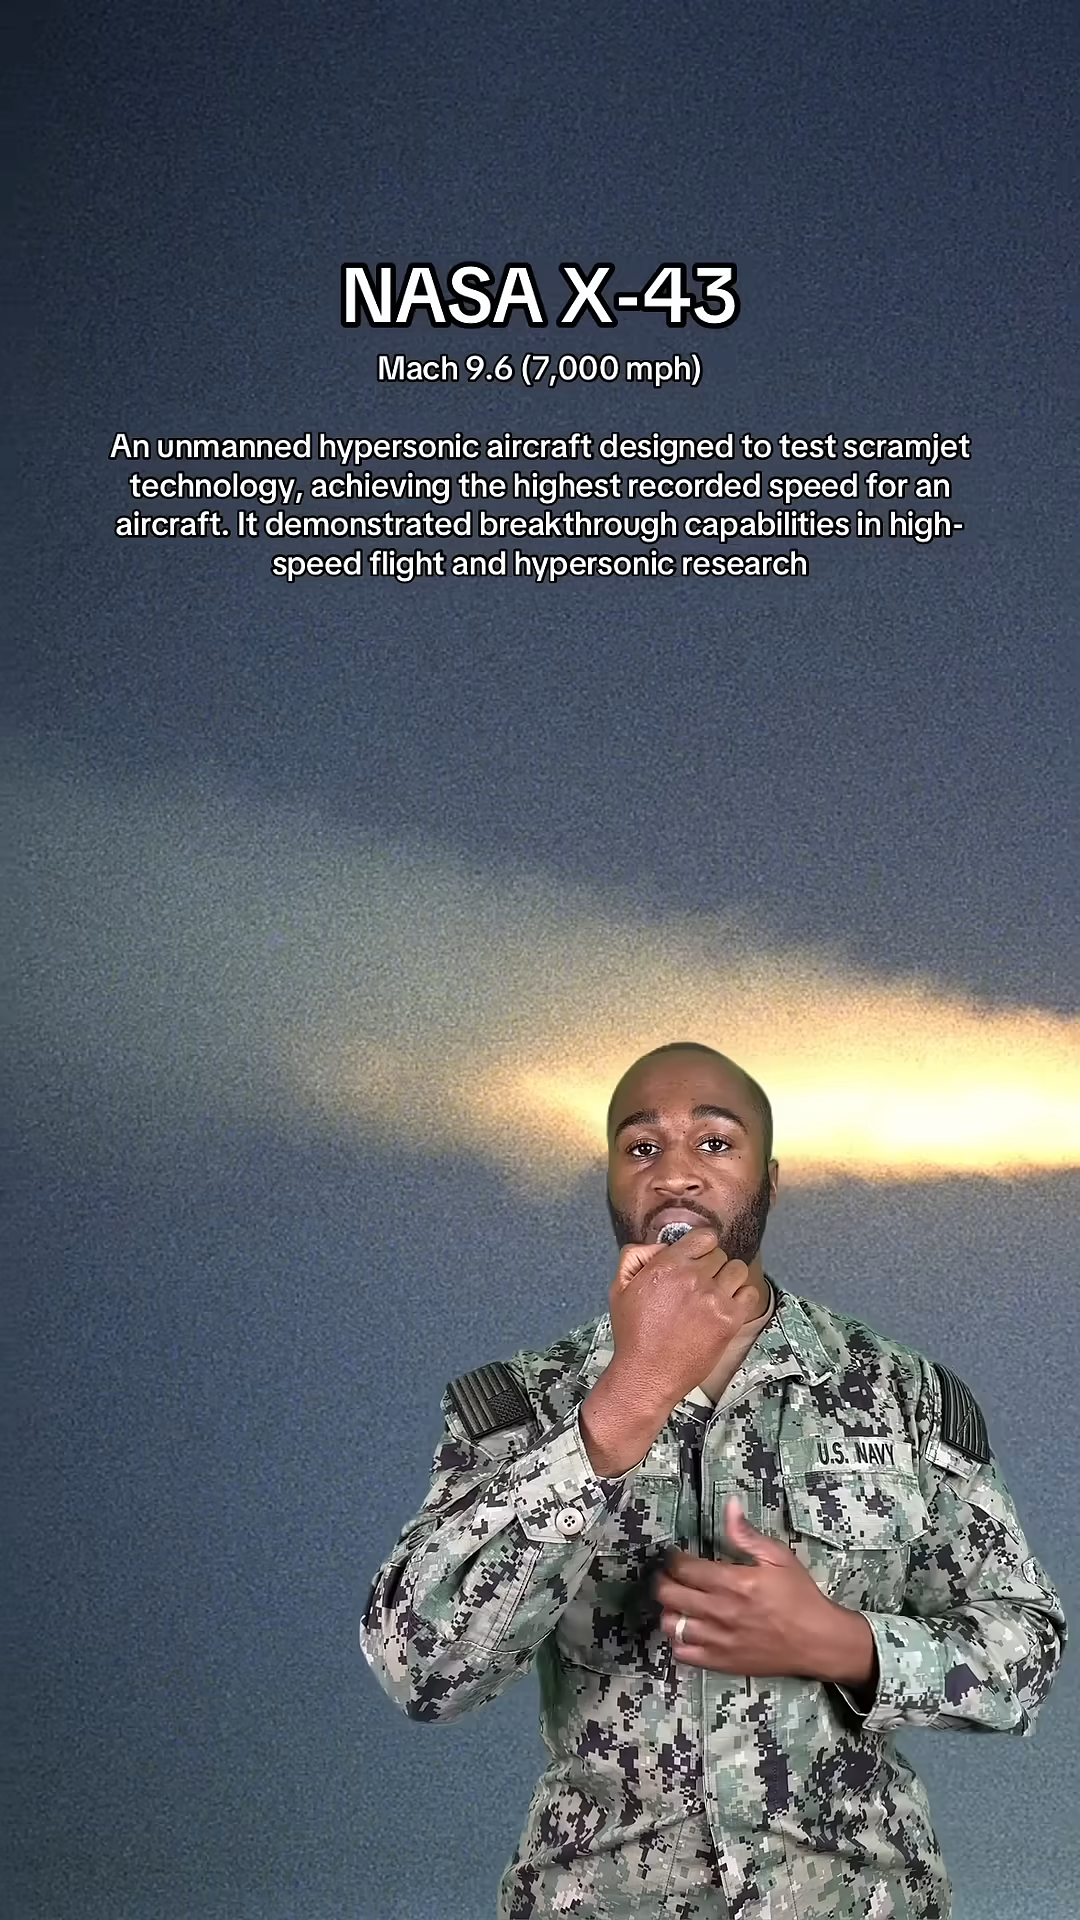 NASA X-43
Mach 9.6 (7,000 mph)
An unmanned hypersonic aircraft designed to test scramjet
technology, achieving the highest recorded speed for an
aircraft. It demonstrated breakthrough capabilities in high-
speed flight and hypersonic research
U.S. NAVY